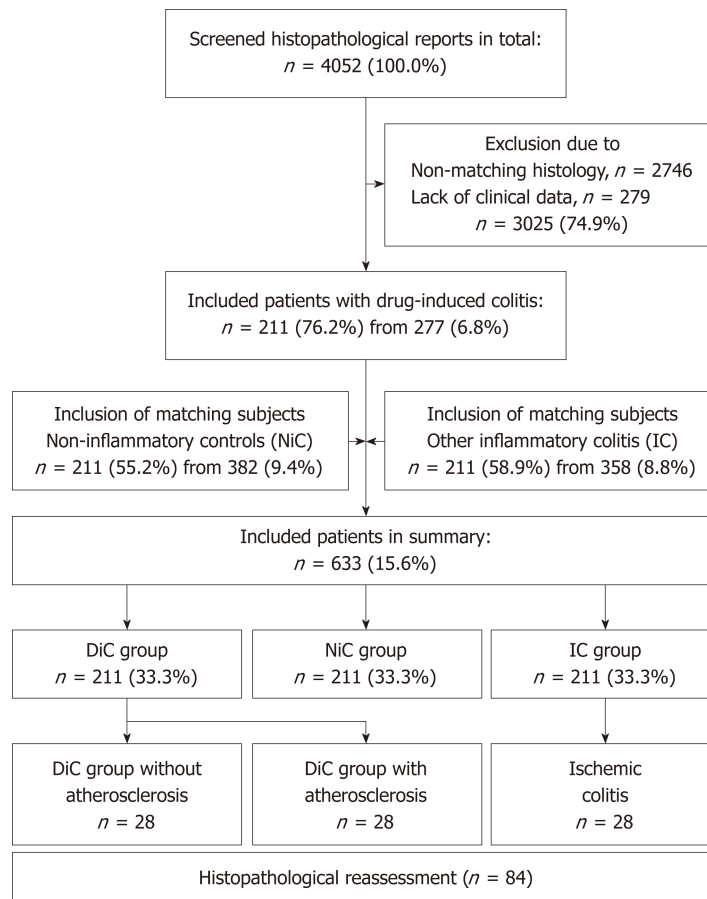 Screened histopathological reports in total:
n = 4052 (100.0%)
Exclusion due to
Non-matching histology, n = 2746
Lack of clinical data, n = 279
n = 3025 (74.9%)
Included patients with drug-induced colitis:
n = 211 (76.2%) from 277 (6.8%)
Inclusion of matching subjects
Non-inflammatory controls (NiC)
n = 211 (55.2%) from 382 (9.4%)
Inclusion of matching subjects
Other inflammatory colitis (IC)
n = 211 (58.9%) from 358 (8.8%)
Included patients in summary:
n = 633 (15.6%)
DiC group
n = 211 (33.3%)
NiC group
n = 211 (33.3%)
IC group
n = 211 (33.3%)
DiC group without
atherosclerosis
n = 28
DiC group with
atherosclerosis
n = 28
Ischemic
colitis
n = 28
Histopathological reassessment (n = 84)